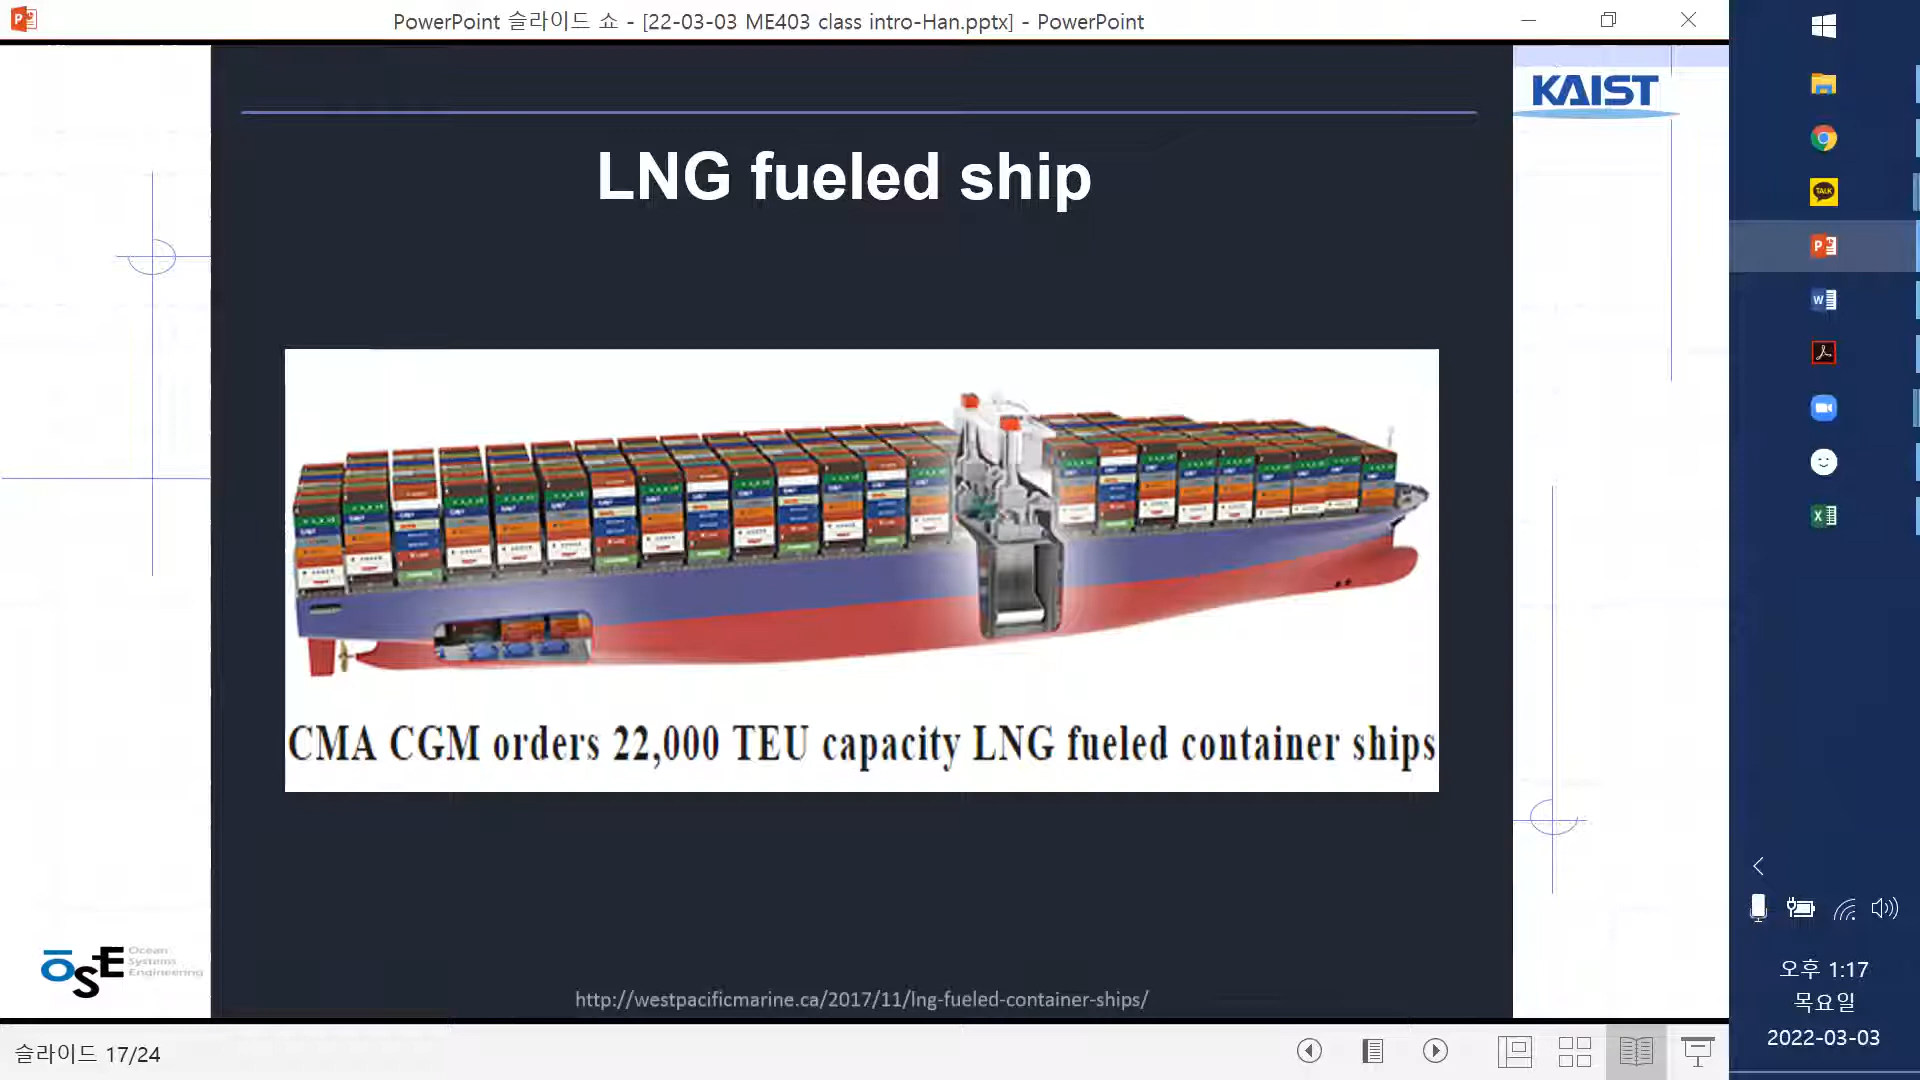 PowerPoint 슬라이드 쇼 - [22-03-03 ME403 class intro-Han.pptx] - PowerPoint
KAIST
LNG fueled ship
CMA CGM orders 22,000 TEU capacity LNG fueled container ships
ŌSE Ocean
Systems
Engineering
http://westpacificmarine.ca/2017/11/lng-fueled-container-ships/
슬라이드 17/24
TALK
오후 1:17
목요일
2022-03-03